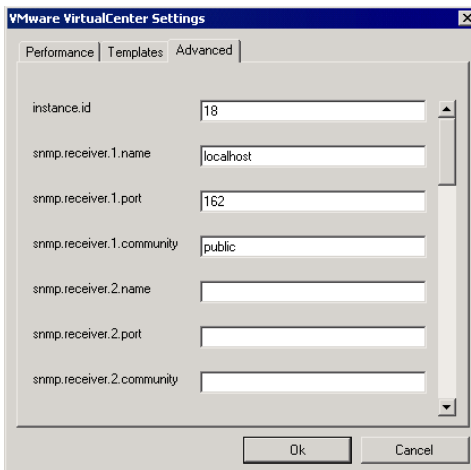 VMware VirtualCenter Settings
Performance Templates Advanced
instance.id 18
snmp.receiver.1.name localhost
snmp.receiver.1.port 162
snmp.receiver.1.community public
snmp.receiver.2.name
snmp.receiver.2.port
snmp.receiver.2.community
Ok Cancel